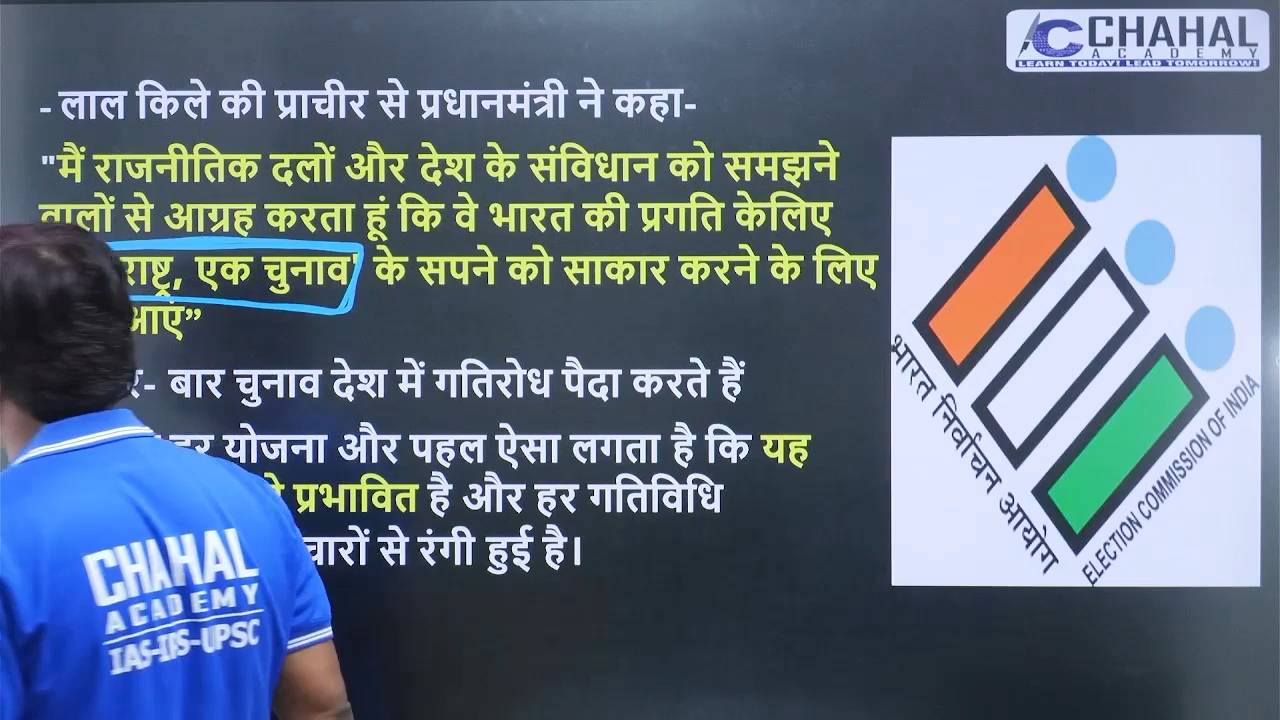 - लाल किले की प्राचीर से प्रधानमंत्री ने कहा-
"मैं राजनीतिक दलों और देश के संविधान को समझने
वालों से आग्रह करता हूं कि वे भारत की प्रगति केलिए
राष्ट्र, एक चुनाव' के सपने को साकार करने के लिए
आएं”
बार चुनाव देश में गतिरोध पैदा करते हैं
हर योजना और पहल ऐसा लगता है कि यह
प्रभावित है और हर गतिविधि
से रंगी हुई है।
CHAHAL
ACADEMY
LEARN TODAY! LEAD TOMORROW!
भारत निर्वाचन आयोग
ELECTION COMMISSION OF INDIA
CHAHAL
ACADEMY
IAS-IPS-UPSC